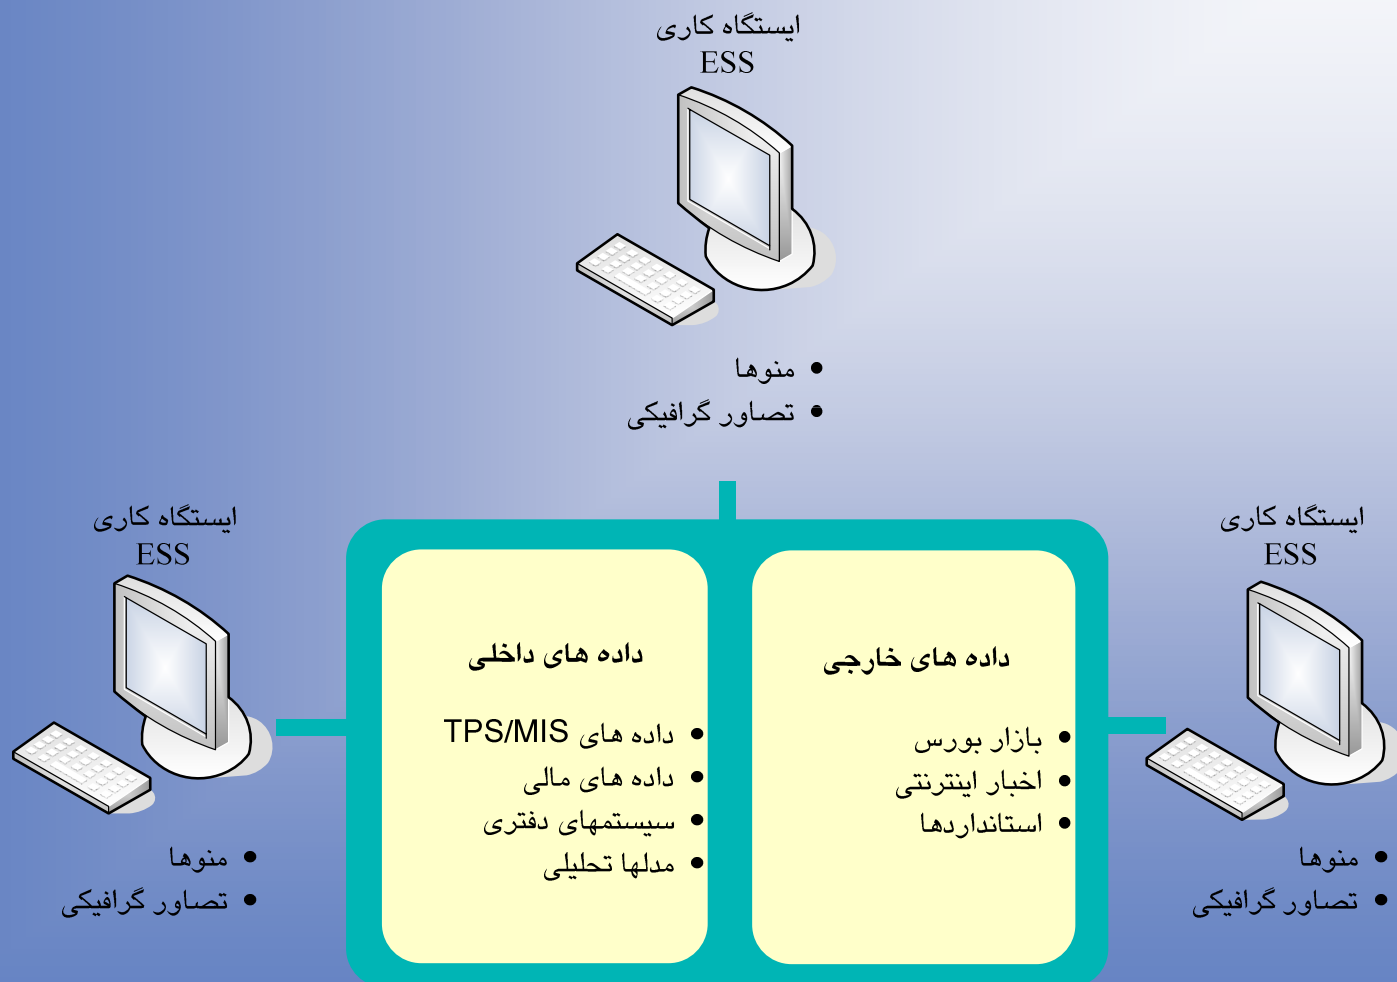 ایستگاه کاری
ESS
• منوها
• تصاور گرافیکی
ایستگاه کاری
ESS
• منوها
• تصاور گرافیکی
داده های خارجی
• بازار بورس
• اخبار اینترنتی
• استانداردها
داده های داخلی
• داده های TPS/MIS
• داده های مالی
• سیستمهای دفتری
• مدلها تحلیلی
ایستگاه کاری
ESS
• منوها
• تصاور گرافیکی